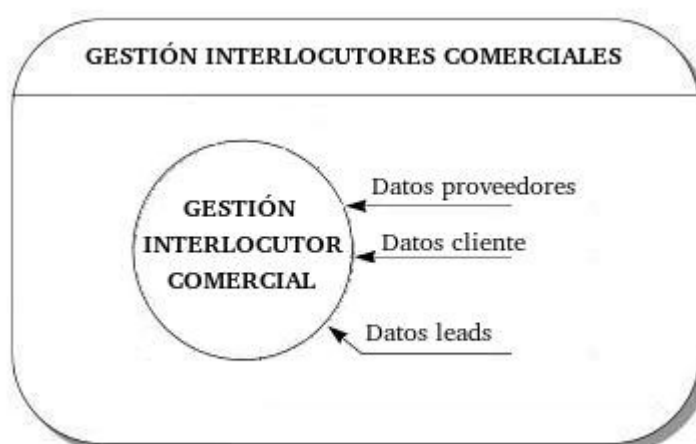 GESTIÓN INTERLOCUTORES COMERCIALES
Datos proveedores
GESTIÓN
INTERLOCUTOR
COMERCIAL
Datos cliente
Datos leads